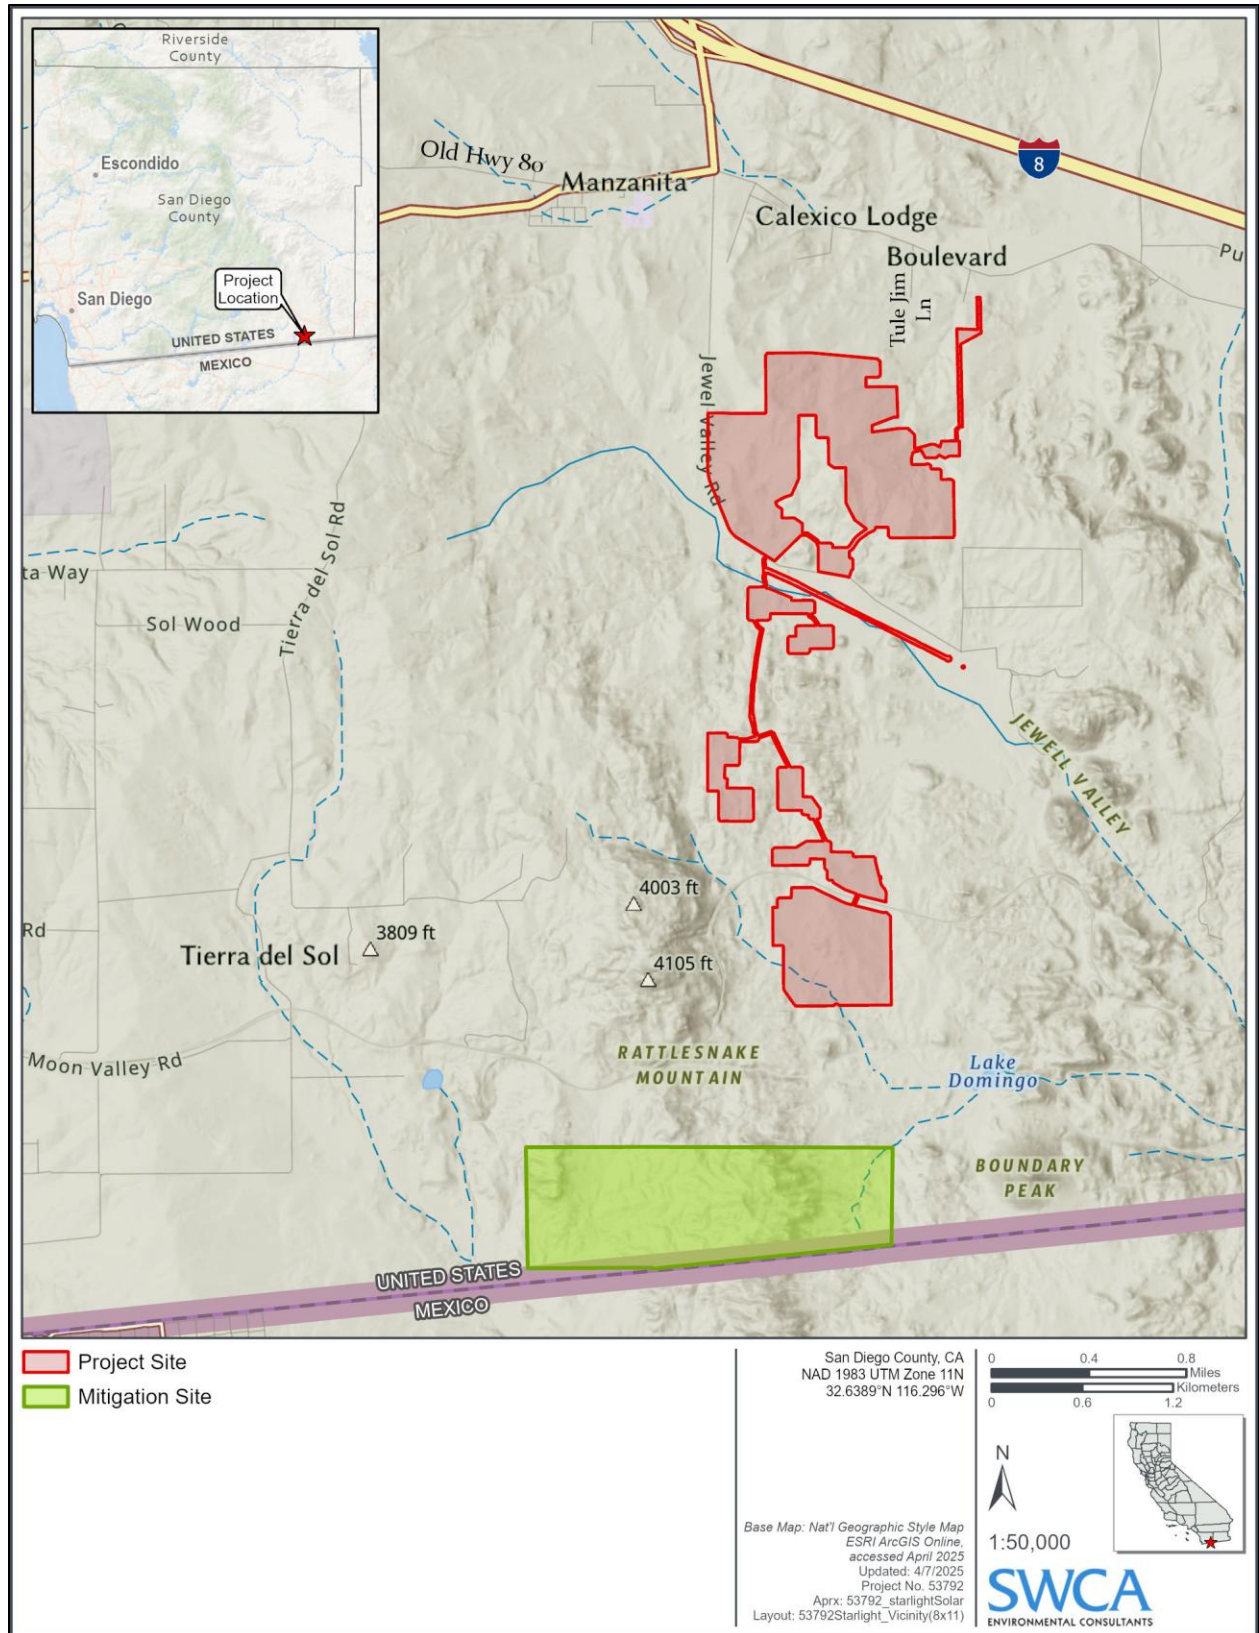 Riverside
County
Escondido
San Diego
County
Project
Location
San Diego
UNITED STATES
MEXICO
8
Old Hwy 80
Manzanita
Calexico Lodge
Boulevard
Pu
Tule Jim
Ln
Jewel Valley Rd
Tierra del Sol Rd
ta Way
Sol Wood
JEWELL VALLEY
4003 ft
Rd
3809 ft
Tierra del Sol
4105 ft
Moon Valley Rd
RATTLESNAKE
MOUNTAIN
Lake
Domingo
BOUNDARY
PEAK
UNITED STATES
MEXICO
Project Site
Mitigation Site
San Diego County, CA
NAD 1983 UTM Zone 11N
32.6389°N 116.296°W
0 0.4 0.8
Miles
Kilometers
0 0.6 1.2
N
1:50,000
Base Map: Nat'l Geographic Style Map
ESRI ArcGIS Online,
accessed April 2025
Updated: 4/7/2025
Project No. 53792
Aprx: 53792_starlightSolar
Layout: 53792Starlight_Vicinity(8x11)
SWCA
ENVIRONMENTAL CONSULTANTS